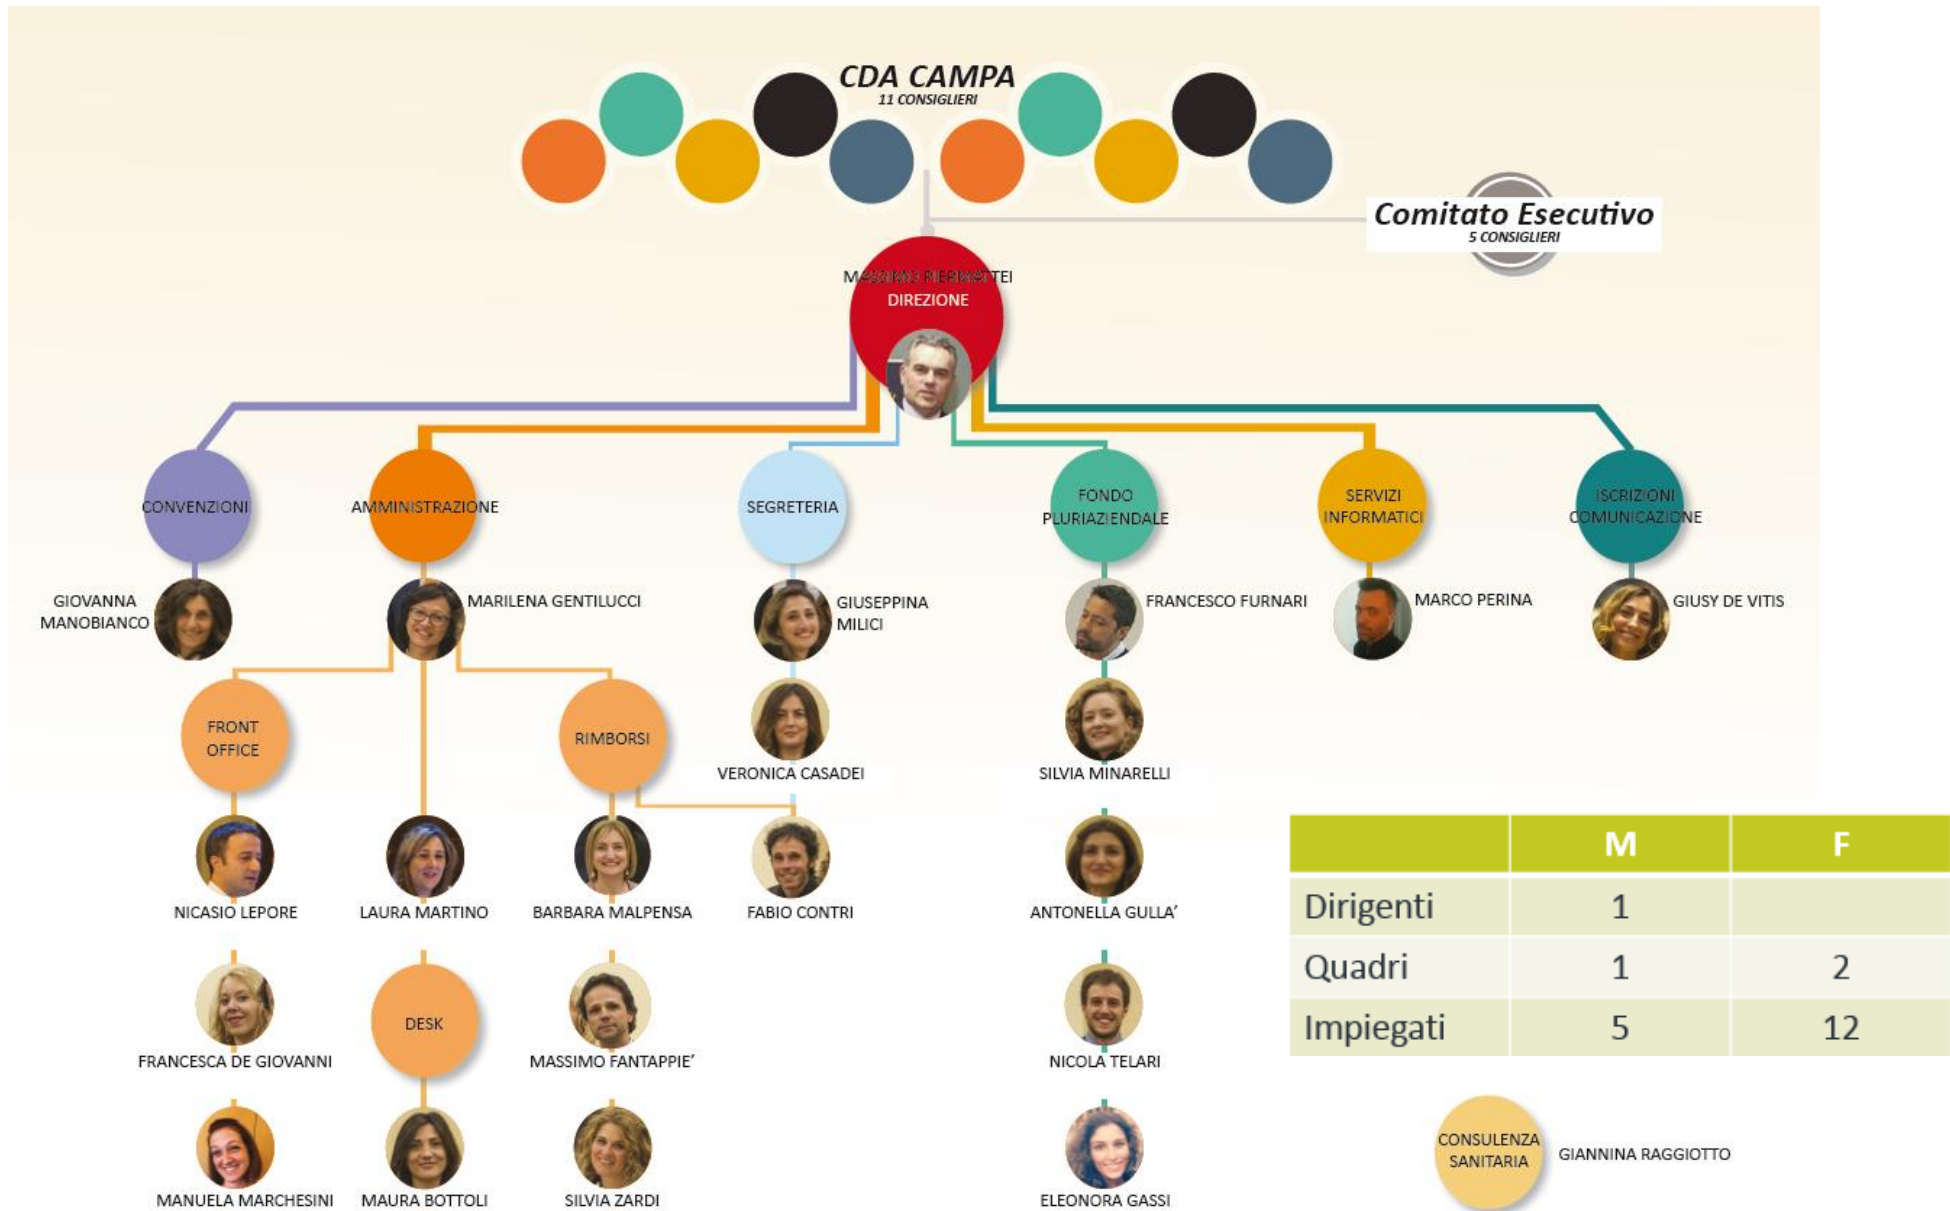 CDA CAMPA
11 CONSIGLIERI
Comitato Esecutivo
5 CONSIGLIERI
MASSIMO PIERMATTEI
DIREZIONE
CONVENZIONI
AMMINISTRAZIONE
SEGRETERIA
FONDO
PLURIAZIENDALE
SERVIZI
INFORMATICI
ISCRIZIONI
COMUNICAZIONE
GIOVANNA
MANOBIANCO
MARILENA GENTILUCCI
GIUSEPPINA
MILICI
FRANCESCO FURNARI
MARCO PERINA
GIUSY DE VITIS
FRONT
OFFICE
RIMBORSI
VERONICA CASADEI
SILVIA MINARELLI
NICASIO LEPORE
LAURA MARTINO
BARBARA MALPENSA
FABIO CONTRI
ANTONELLA GULLA’
M F
Dirigenti 1
Quadri 1 2
Impiegati 5 12
FRANCESCA DE GIOVANNI
DESK
MASSIMO FANTAPPIE’
NICOLA TELARI
MANUELA MARCHESINI
MAURA BOTTOLI
SILVIA ZARDI
ELEONORA GASSI
CONSULENZA
SANITARIA
GIANNINA RAGGIOTTO